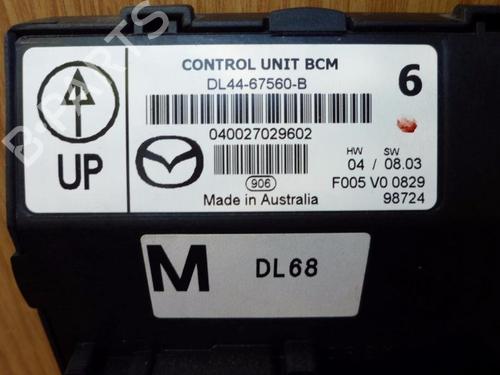 CONTROL UNIT BCM
DL44-67560-B
6
040027029602
HW SW
04 / 08.03
UP
906
F005 V0 0829
Made in Australia
98724
M
DL68
B-PARTS